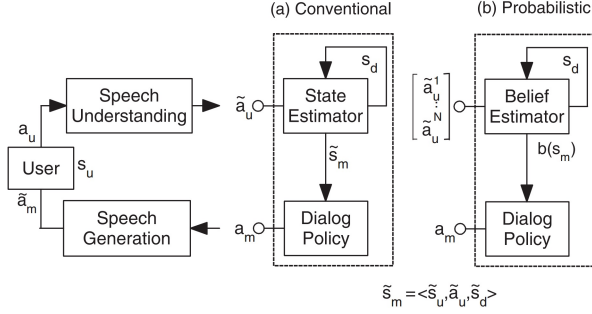 (a) Conventional
(b) Probabilistic
Speech
Understanding
a_u
User
s_u
ã_m
Speech
Generation
ã_u
s_d
State
Estimator
s̃_m
a_m
Dialog
Policy
ã_u^1
⋮
ã_u^N
s_d
Belief
Estimator
b(s_m)
a_m
Dialog
Policy
s̃_m = <s̃_u,ã_u,s̃_d>